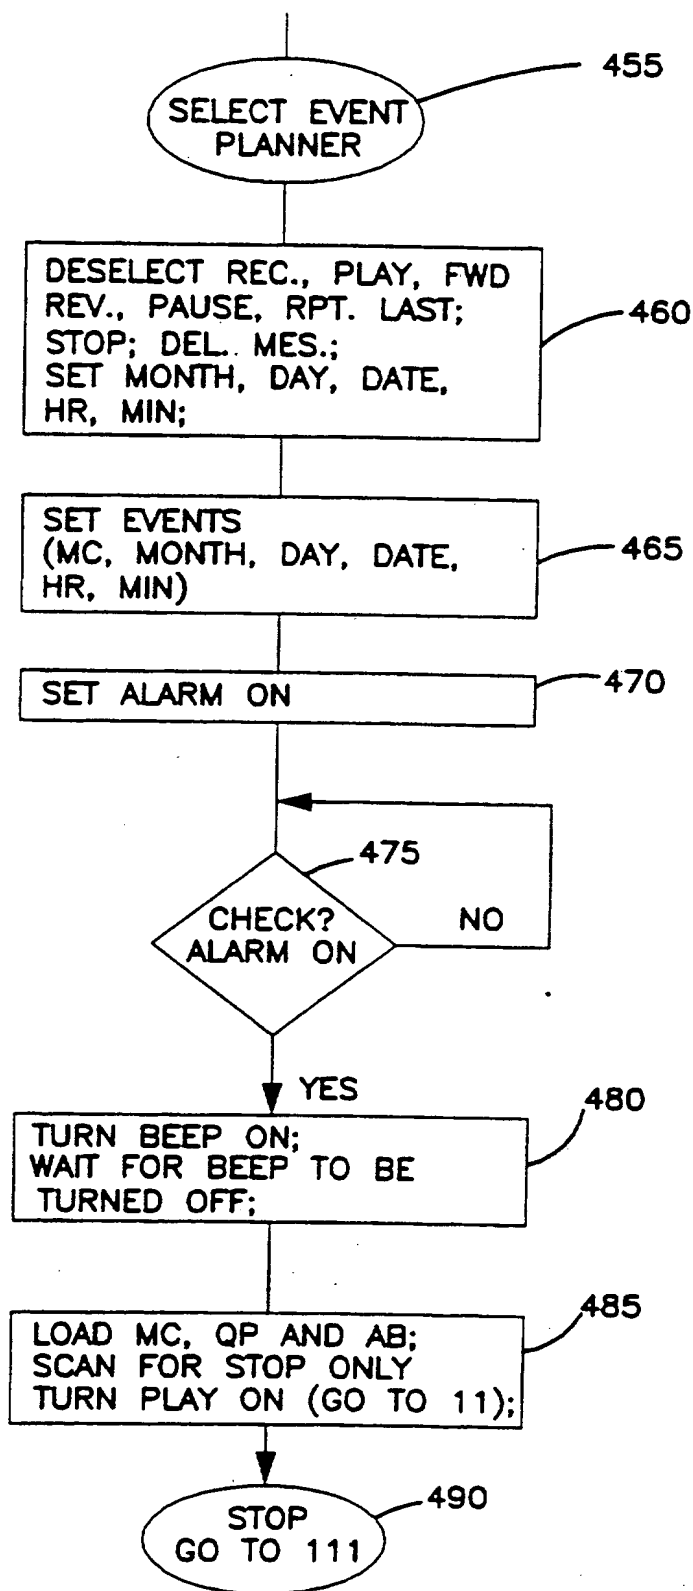 455
SELECT EVENT
PLANNER
DESELECT REC., PLAY, FWD
REV., PAUSE, RPT. LAST;
STOP; DEL. MES.;
SET MONTH, DAY, DATE,
HR, MIN;
460
SET EVENTS
(MC, MONTH, DAY, DATE,
HR, MIN)
465
SET ALARM ON
470
475
CHECK?
ALARM ON
NO
YES
480
TURN BEEP ON;
WAIT FOR BEEP TO BE
TURNED OFF;
485
LOAD MC, QP AND AB;
SCAN FOR STOP ONLY
TURN PLAY ON (GO TO 11);
490
STOP
GO TO 111